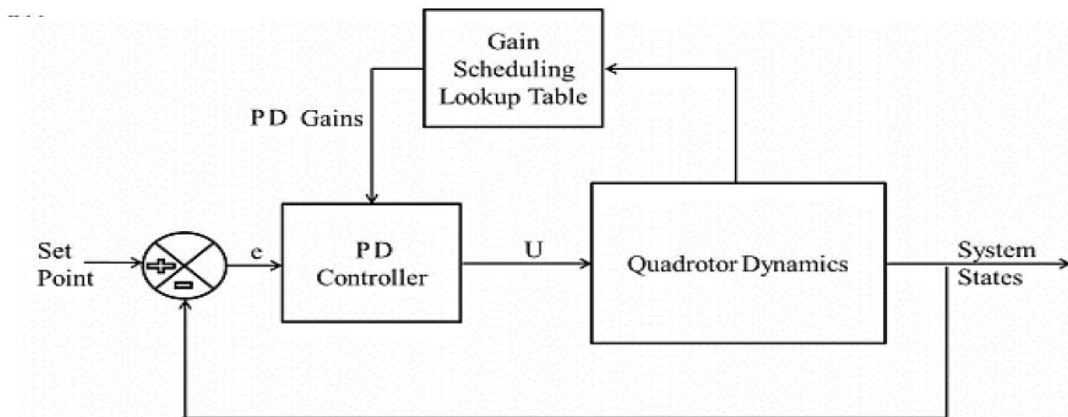 Gain
Scheduling
Lookup Table
PD Gains
Set
Point
+
-
e
PD
Controller
U
Quadrotor Dynamics
System
States